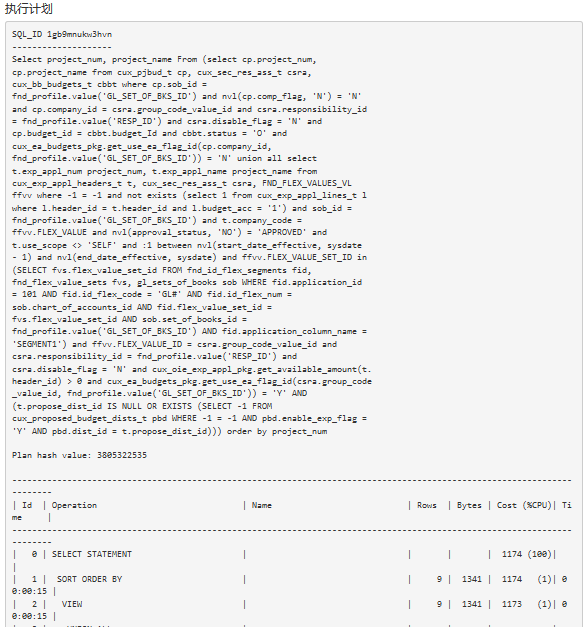 执行计划
SQL_ID 1gb9mnukw3hvn
--------------------
Select project_num, project_name From (select cp.project_num,
cp.project_name from cux_pjbud_t cp, cux_sec_res_ass_t csra,
cux_bb_budgets_t cbbt where cp.sob_id =
fnd_profile.value('GL_SET_OF_BKS_ID') and nvl(cp.comp_flag, 'N') = 'N'
and cp.company_id = csra.group_code_value_id and csra.responsibility_id
= fnd_profile.value('RESP_ID') and csra.disable_fLag = 'N' and
cp.budget_id = cbbt.budget_Id and cbbt.status = 'O' and
cux_ea_budgets_pkg.get_use_ea_flag_id(cp.company_id,
fnd_profile.value('GL_SET_OF_BKS_ID')) = 'N' union all select
t.exp_appl_num project_num, t.exp_appl_name project_name from
cux_exp_appl_headers_t t, cux_sec_res_ass_t csra, FND_FLEX_VALUES_VL
ffvv where -1 = -1 and not exists (select 1 from cux_exp_appl_lines_t l
where l.header_id = t.header_id and l.budget_acc = '1') and sob_id =
fnd_profile.value('GL_SET_OF_BKS_ID') and t.company_code =
ffvv.FLEX_VALUE and nvl(approval_status, 'NO') = 'APPROVED' and
t.use_scope <> 'SELF' and :1 between nvl(start_date_effective, sysdate
- 1) and nvl(end_date_effective, sysdate) and ffvv.FLEX_VALUE_SET_ID in
(SELECT fvs.flex_value_set_id FROM fnd_id_flex_segments fid,
fnd_flex_value_sets fvs, gl_sets_of_books sob WHERE fid.application_id
= 101 AND fid.id_flex_code = 'GL#' AND fid.id_flex_num =
sob.chart_of_accounts_id AND fid.flex_value_set_id =
fvs.flex_value_set_id AND sob.set_of_books_id =
fnd_profile.value('GL_SET_OF_BKS_ID') AND fid.application_column_name =
'SEGMENT1') and ffvv.FLEX_VALUE_ID = csra.group_code_value_id and
csra.responsibility_id = fnd_profile.value('RESP_ID') and
csra.disable_fLag = 'N' and cux_oie_exp_appl_pkg.get_available_amount(t.
header_id) > 0 and cux_ea_budgets_pkg.get_use_ea_flag_id(csra.group_code
_value_id, fnd_profile.value('GL_SET_OF_BKS_ID')) = 'Y' AND
(t.propose_dist_id IS NULL OR EXISTS (SELECT -1 FROM
cux_proposed_budget_dists_t pbd WHERE -1 = -1 AND pbd.enable_exp_flag =
'Y' AND pbd.dist_id = t.propose_dist_id))) order by project_num
Plan hash value: 3805322535
----------------------------------------------------------------------------------------------------------------
--------
| Id | Operation | Name | Rows | Bytes | Cost (%CPU)| Ti
me |
----------------------------------------------------------------------------------------------------------------
--------
| 0 | SELECT STATEMENT | | | | 1174 (100)|
|
| 1 | SORT ORDER BY | | 9 | 1341 | 1174 (1)| 0
0:00:15 |
| 2 | VIEW | | 9 | 1341 | 1173 (1)| 0
0:00:15 |